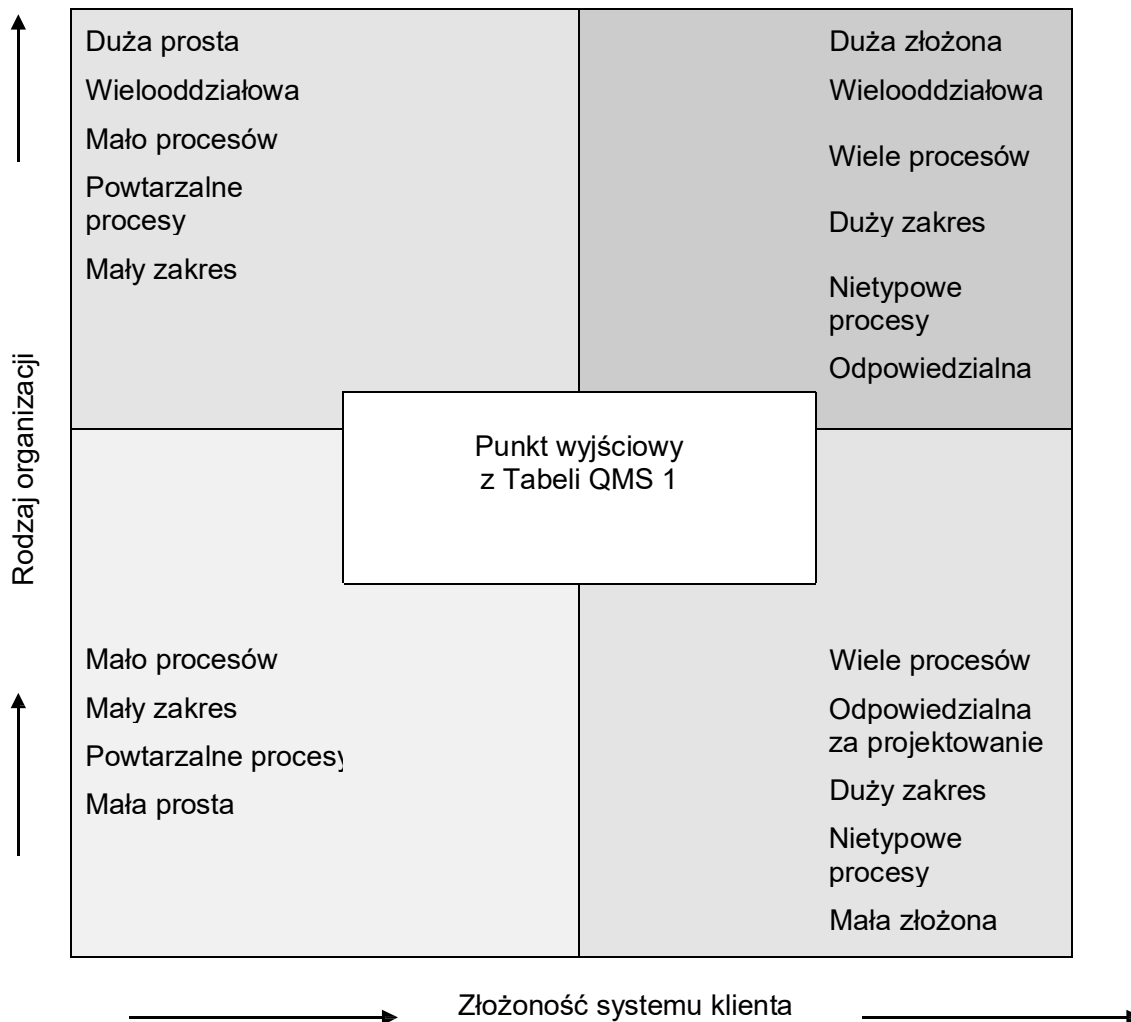 Duża prosta
Wielooddziałowa
Mało procesów
Powtarzalne
procesy
Mały zakres
Duża złożona
Wielooddziałowa
Wiele procesów
Duży zakres
Nietypowe
procesy
Odpowiedzialna
Rodzaj organizacji
Punkt wyjściowy
z Tabeli QMS 1
Mało procesów
Mały zakres
Powtarzalne procesy
Mała prosta
Wiele procesów
Odpowiedzialna
za projektowanie
Duży zakres
Nietypowe
procesy
Mała złożona
Złożoność systemu klienta